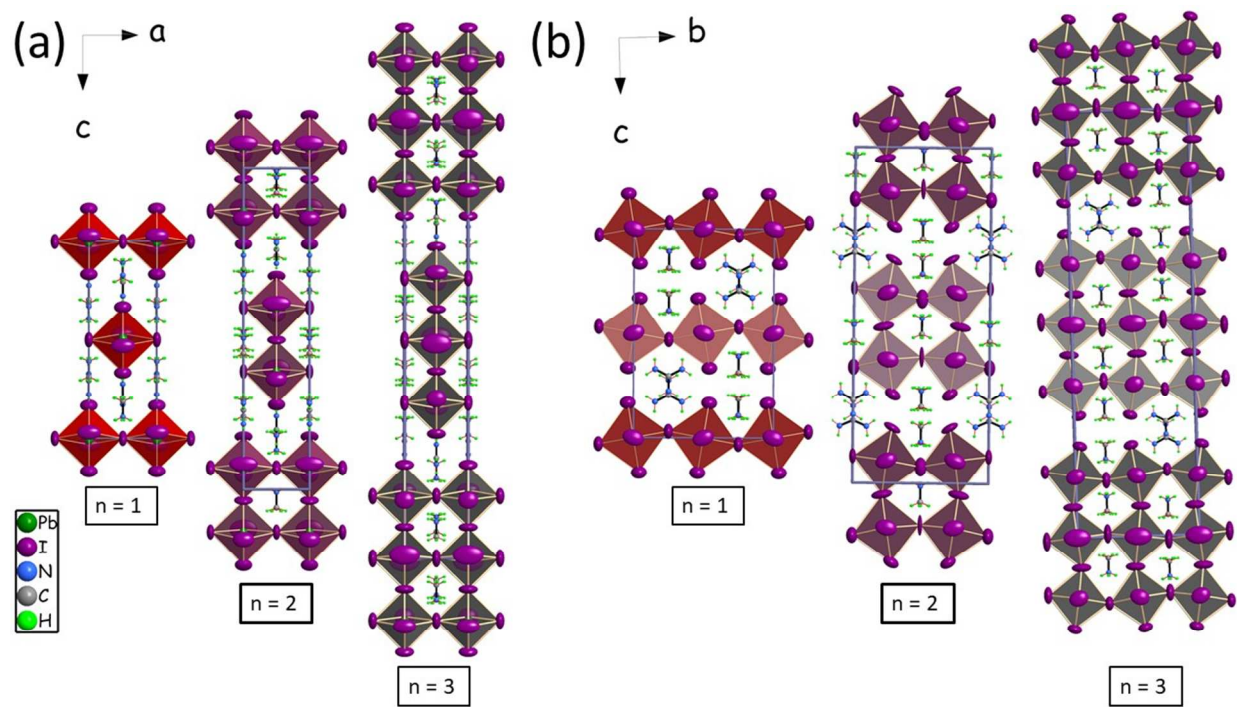 (a)
a
c
n = 1
n = 2
n = 3
Pb
I
N
C
H
(b)
b
c
n = 1
n = 2
n = 3